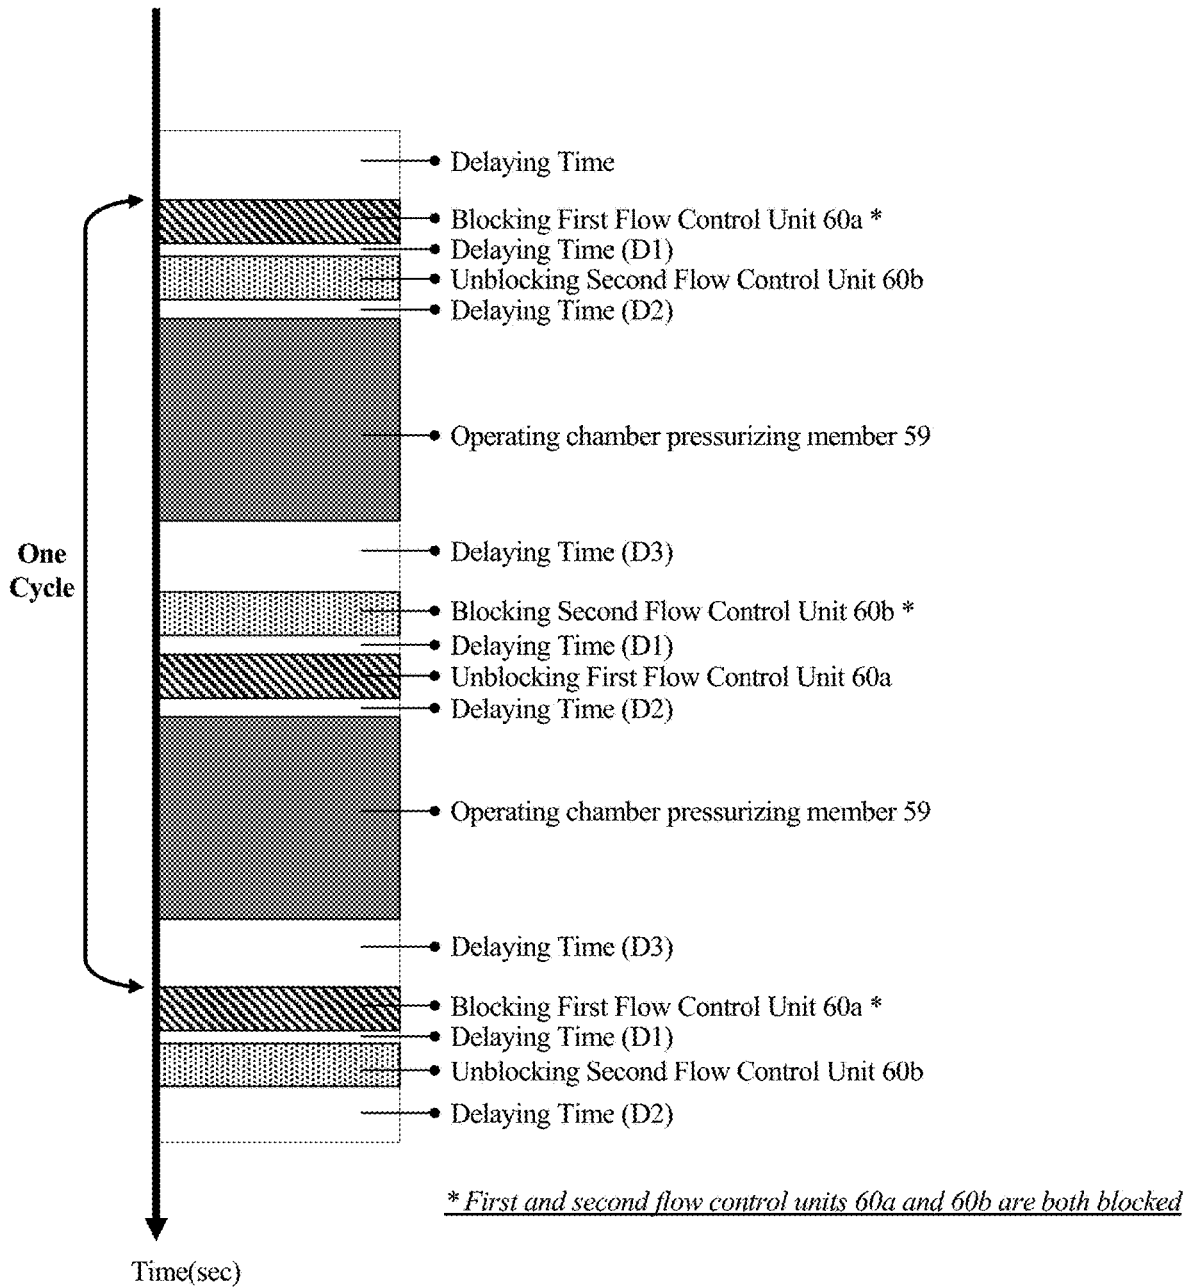 Delaying Time
Blocking First Flow Control Unit 60a *
Delaying Time (D1)
Unblocking Second Flow Control Unit 60b
Delaying Time (D2)
Operating chamber pressurizing member 59
Delaying Time (D3)
One
Cycle
Blocking Second Flow Control Unit 60b *
Delaying Time (D1)
Unblocking First Flow Control Unit 60a
Delaying Time (D2)
Operating chamber pressurizing member 59
Delaying Time (D3)
Blocking First Flow Control Unit 60a *
Delaying Time (D1)
Unblocking Second Flow Control Unit 60b
Delaying Time (D2)
* First and second flow control units 60a and 60b are both blocked
Time(sec)